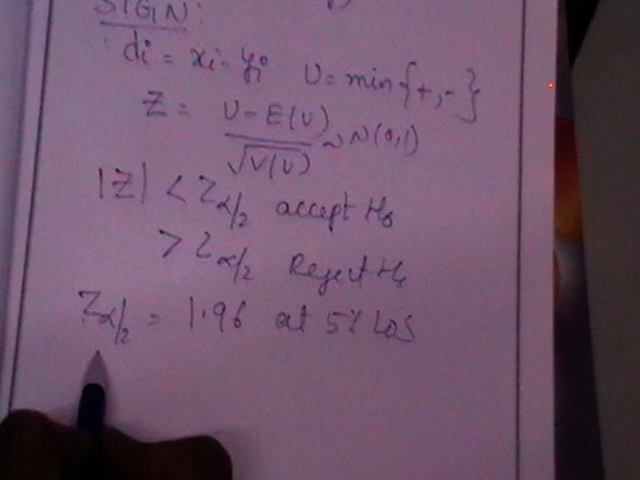 SIGN:
di = xi - yi U = min{+,-}
Z = U - E(U) / √V(U) ~ N(0,1)
|Z| < Zα/2 accept H0
> Zα/2 Reject H0
Zα/2 = 1.96 at 5% LOS